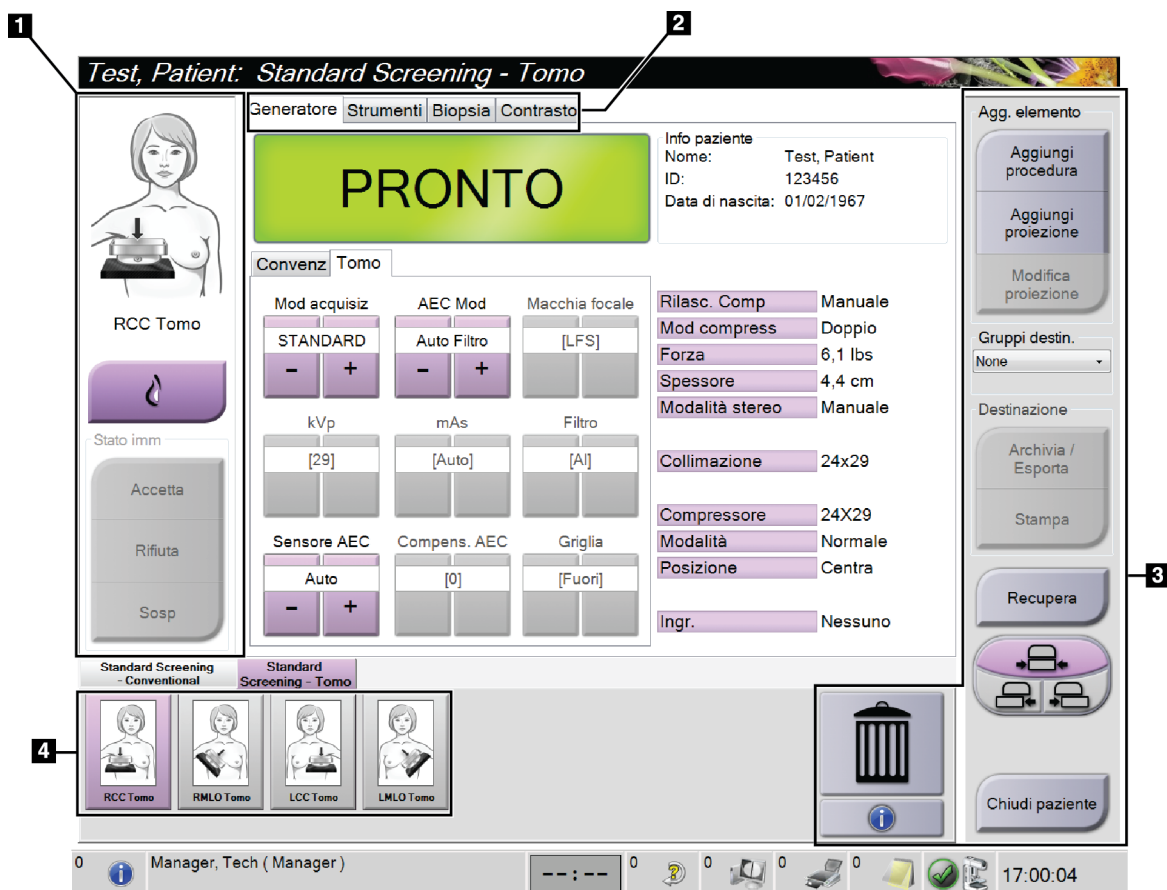 1
2
Test, Patient: Standard Screening - Tomo
Generatore Strumenti Biopsia Contrasto
PRONTO
Info paziente
Nome: Test, Patient
ID: 123456
Data di nascita: 01/02/1967
RCC Tomo
Stato imm
Accetta
Rifiuta
Sosp
Convenz Tomo
Mod acquisiz
STANDARD
- +
AEC Mod
Auto Filtro
- +
Macchia focale
[LFS]
kVp
[29]
mAs
[Auto]
Filtro
[Al]
Sensore AEC
Auto
- +
Compens. AEC
[0]
Griglia
[Fuori]
Rilasc. Comp Manuale
Mod compress Doppio
Forza 6,1 lbs
Spessore 4,4 cm
Modalità stereo Manuale
Collimazione 24x29
Compressore 24X29
Modalità Normale
Posizione Centra
Ingr. Nessuno
Agg. elemento
Aggiungi
procedura
Aggiungi
proiezione
Modifica
proiezione
Gruppi destin.
None
Destinazione
Archivia /
Esporta
Stampa
3
Recupera
Chiudi paziente
Standard Screening
- Conventional
Standard
Screening - Tomo
4
RCC Tomo
RMLO Tomo
LCC Tomo
LMLO Tomo
i
0 i Manager, Tech ( Manager )
--:-- 0 ? 0 0 0 17:00:04